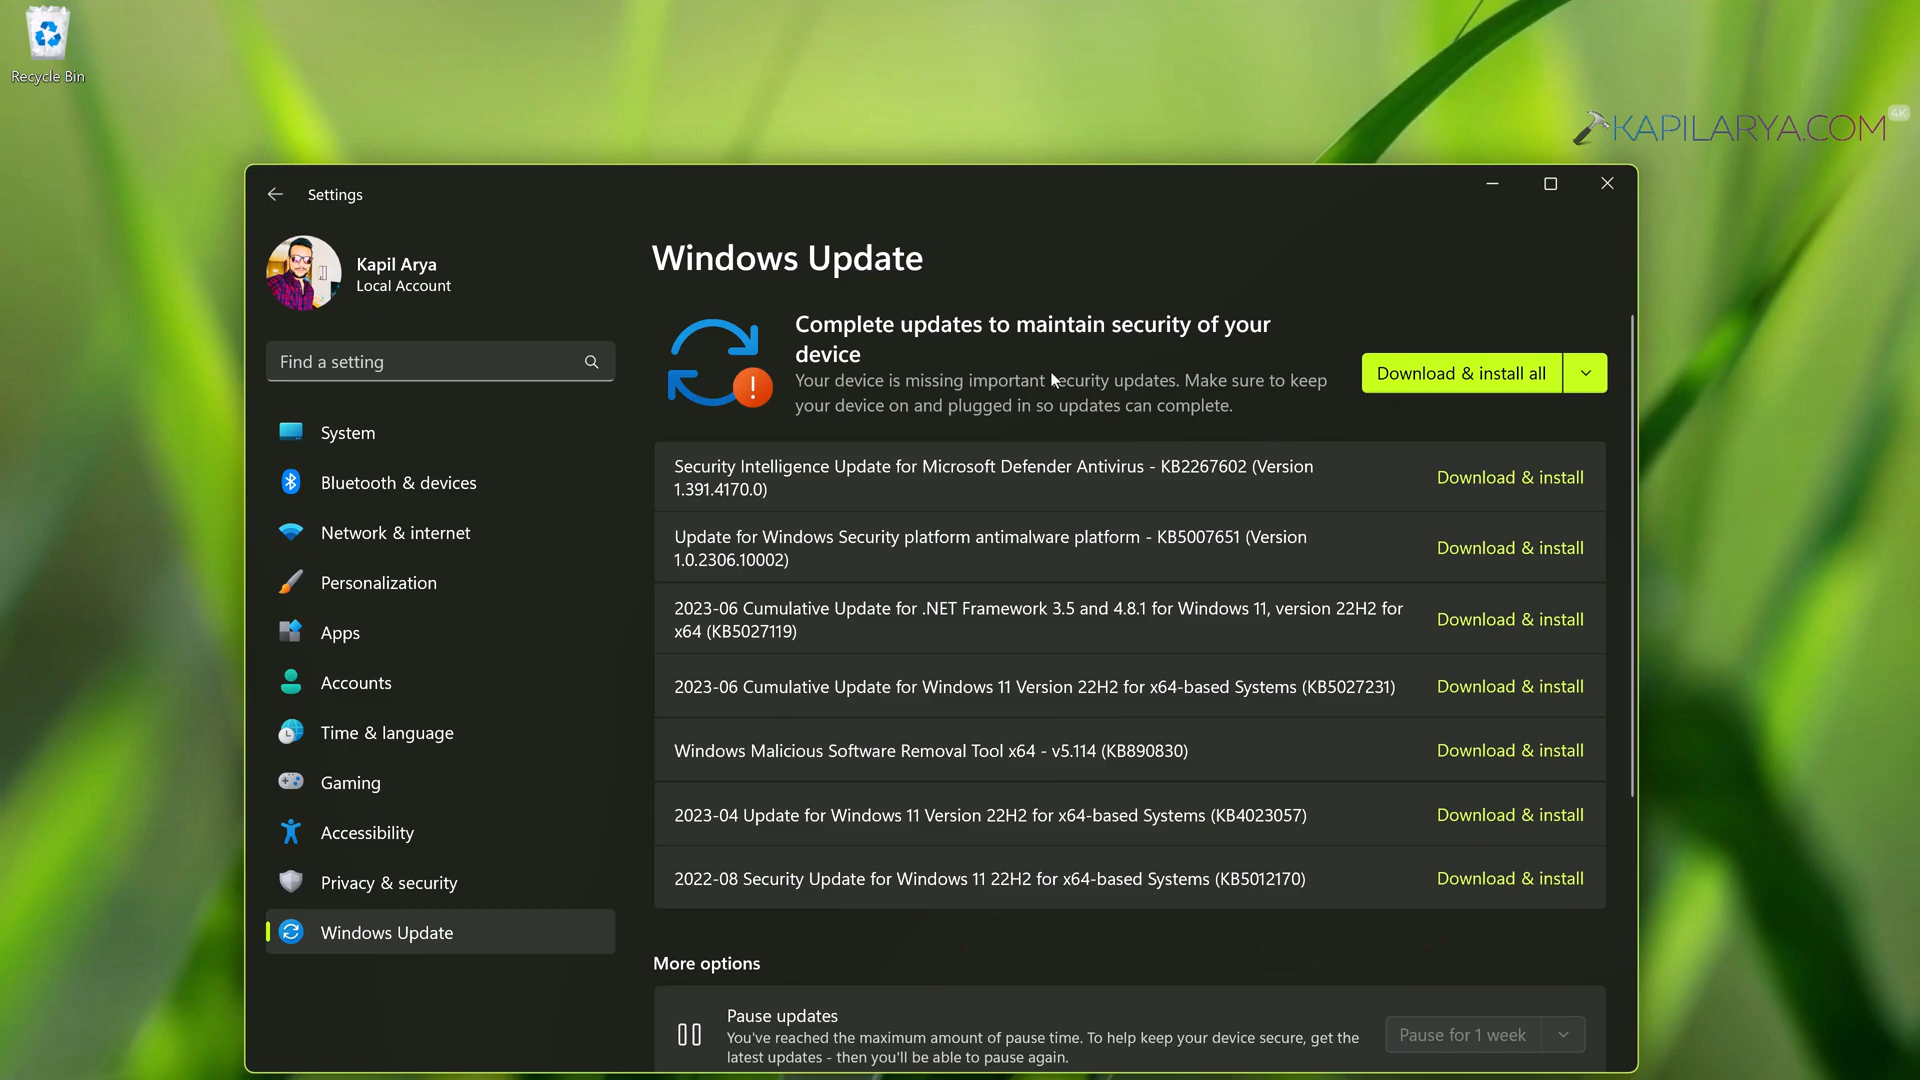 Recycle Bin
KAPILARYA.COM
4K
Settings
Kapil Arya
Local Account
Find a setting
System
Bluetooth & devices
Network & internet
Personalization
Apps
Accounts
Time & language
Gaming
Accessibility
Privacy & security
Windows Update
Windows Update
Complete updates to maintain security of your
device
Your device is missing important security updates. Make sure to keep
your device on and plugged in so updates can complete.
Download & install all
Security Intelligence Update for Microsoft Defender Antivirus - KB2267602 (Version
1.391.4170.0)
Download & install
Update for Windows Security platform antimalware platform - KB5007651 (Version
1.0.2306.10002)
Download & install
2023-06 Cumulative Update for .NET Framework 3.5 and 4.8.1 for Windows 11, version 22H2 for
x64 (KB5027119)
Download & install
2023-06 Cumulative Update for Windows 11 Version 22H2 for x64-based Systems (KB5027231)
Download & install
Windows Malicious Software Removal Tool x64 - v5.114 (KB890830)
Download & install
2023-04 Update for Windows 11 Version 22H2 for x64-based Systems (KB4023057)
Download & install
2022-08 Security Update for Windows 11 22H2 for x64-based Systems (KB5012170)
Download & install
More options
Pause updates
You've reached the maximum amount of pause time. To help keep your device secure, get the
latest updates - then you'll be able to pause again.
Pause for 1 week